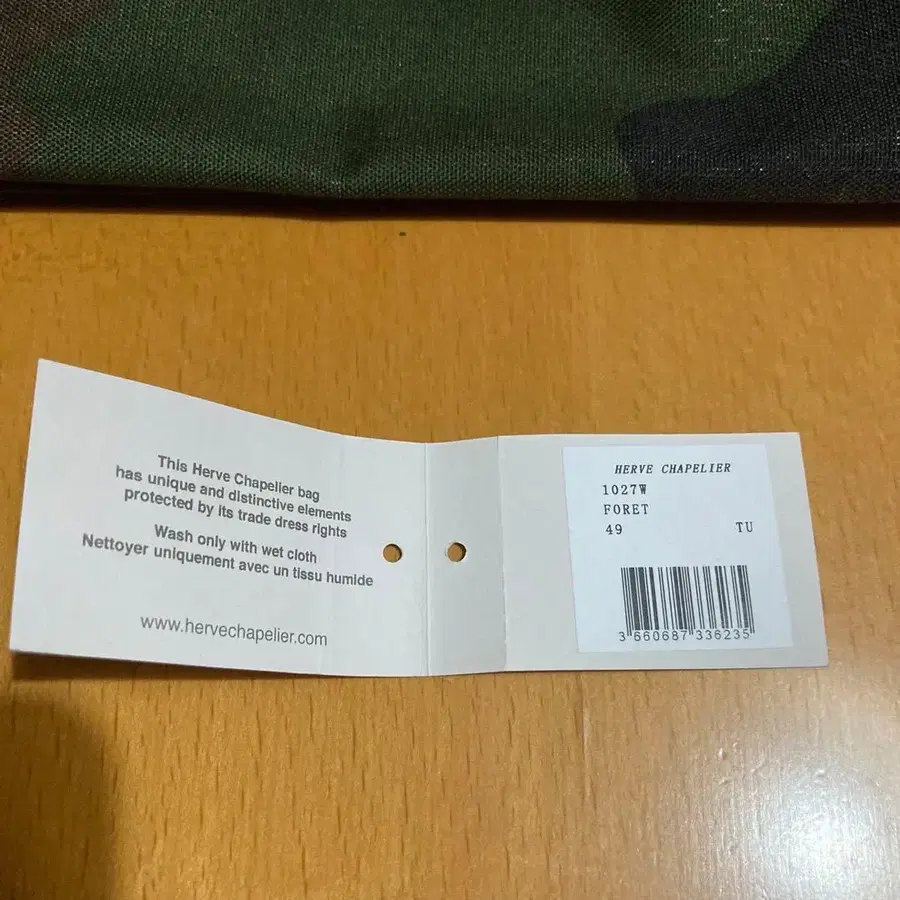 This Herve Chapelier bag
has unique and distinctive elements
protected by its trade dress rights
Wash only with wet cloth
Nettoyer uniquement avec un tissu humide
www.hervechapelier.com
HERVE CHAPELIER
1027W
FORET
49 TU
3 660687 336235